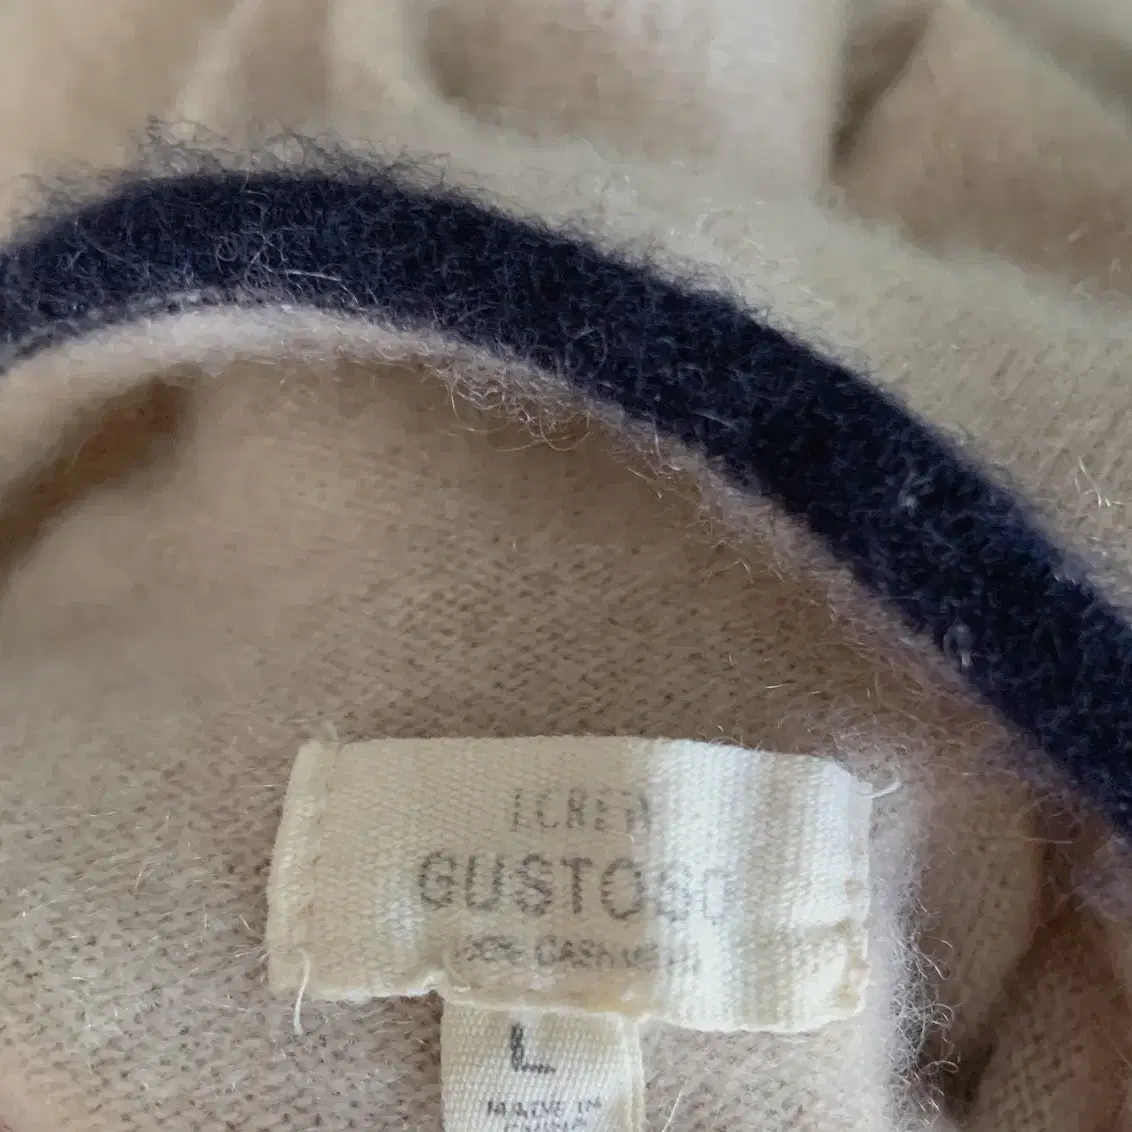 J.CREW
GUSTOSO
100% CASHMERE
L
MADE IN